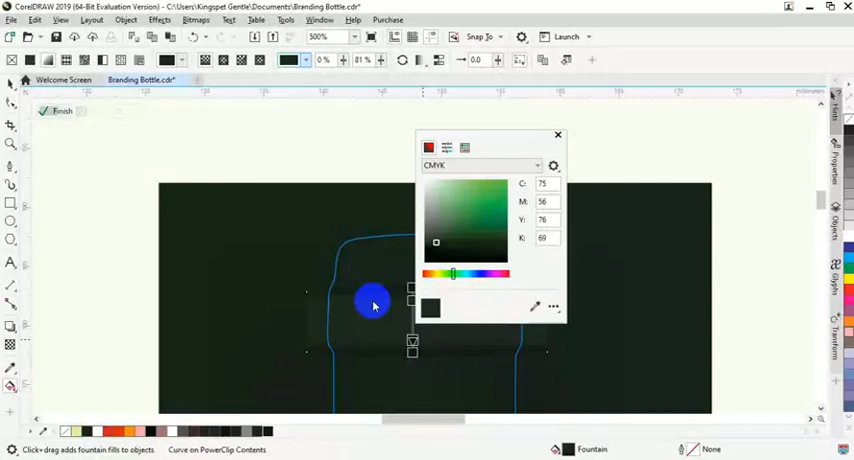 CorelDRAW 2019 (64-Bit Evaluation Version) - C:\Users\Kingspet Gentle\Documents\Branding Bottle.cdr*
File Edit View Layout Object Effects Bitmaps Text Table Tools Window Help Purchase
500% Snap To Launch
0 % 81 % 0.0
Welcome Screen Branding Bottle.cdr*
millimeters
Finish
CMYK
C: 75
M: 56
Y: 76
K: 69
Hints
Properties
Objects
Glyphs
Transform
Click+drag adds fountain fills to objects Curve on PowerClip Contents Fountain None